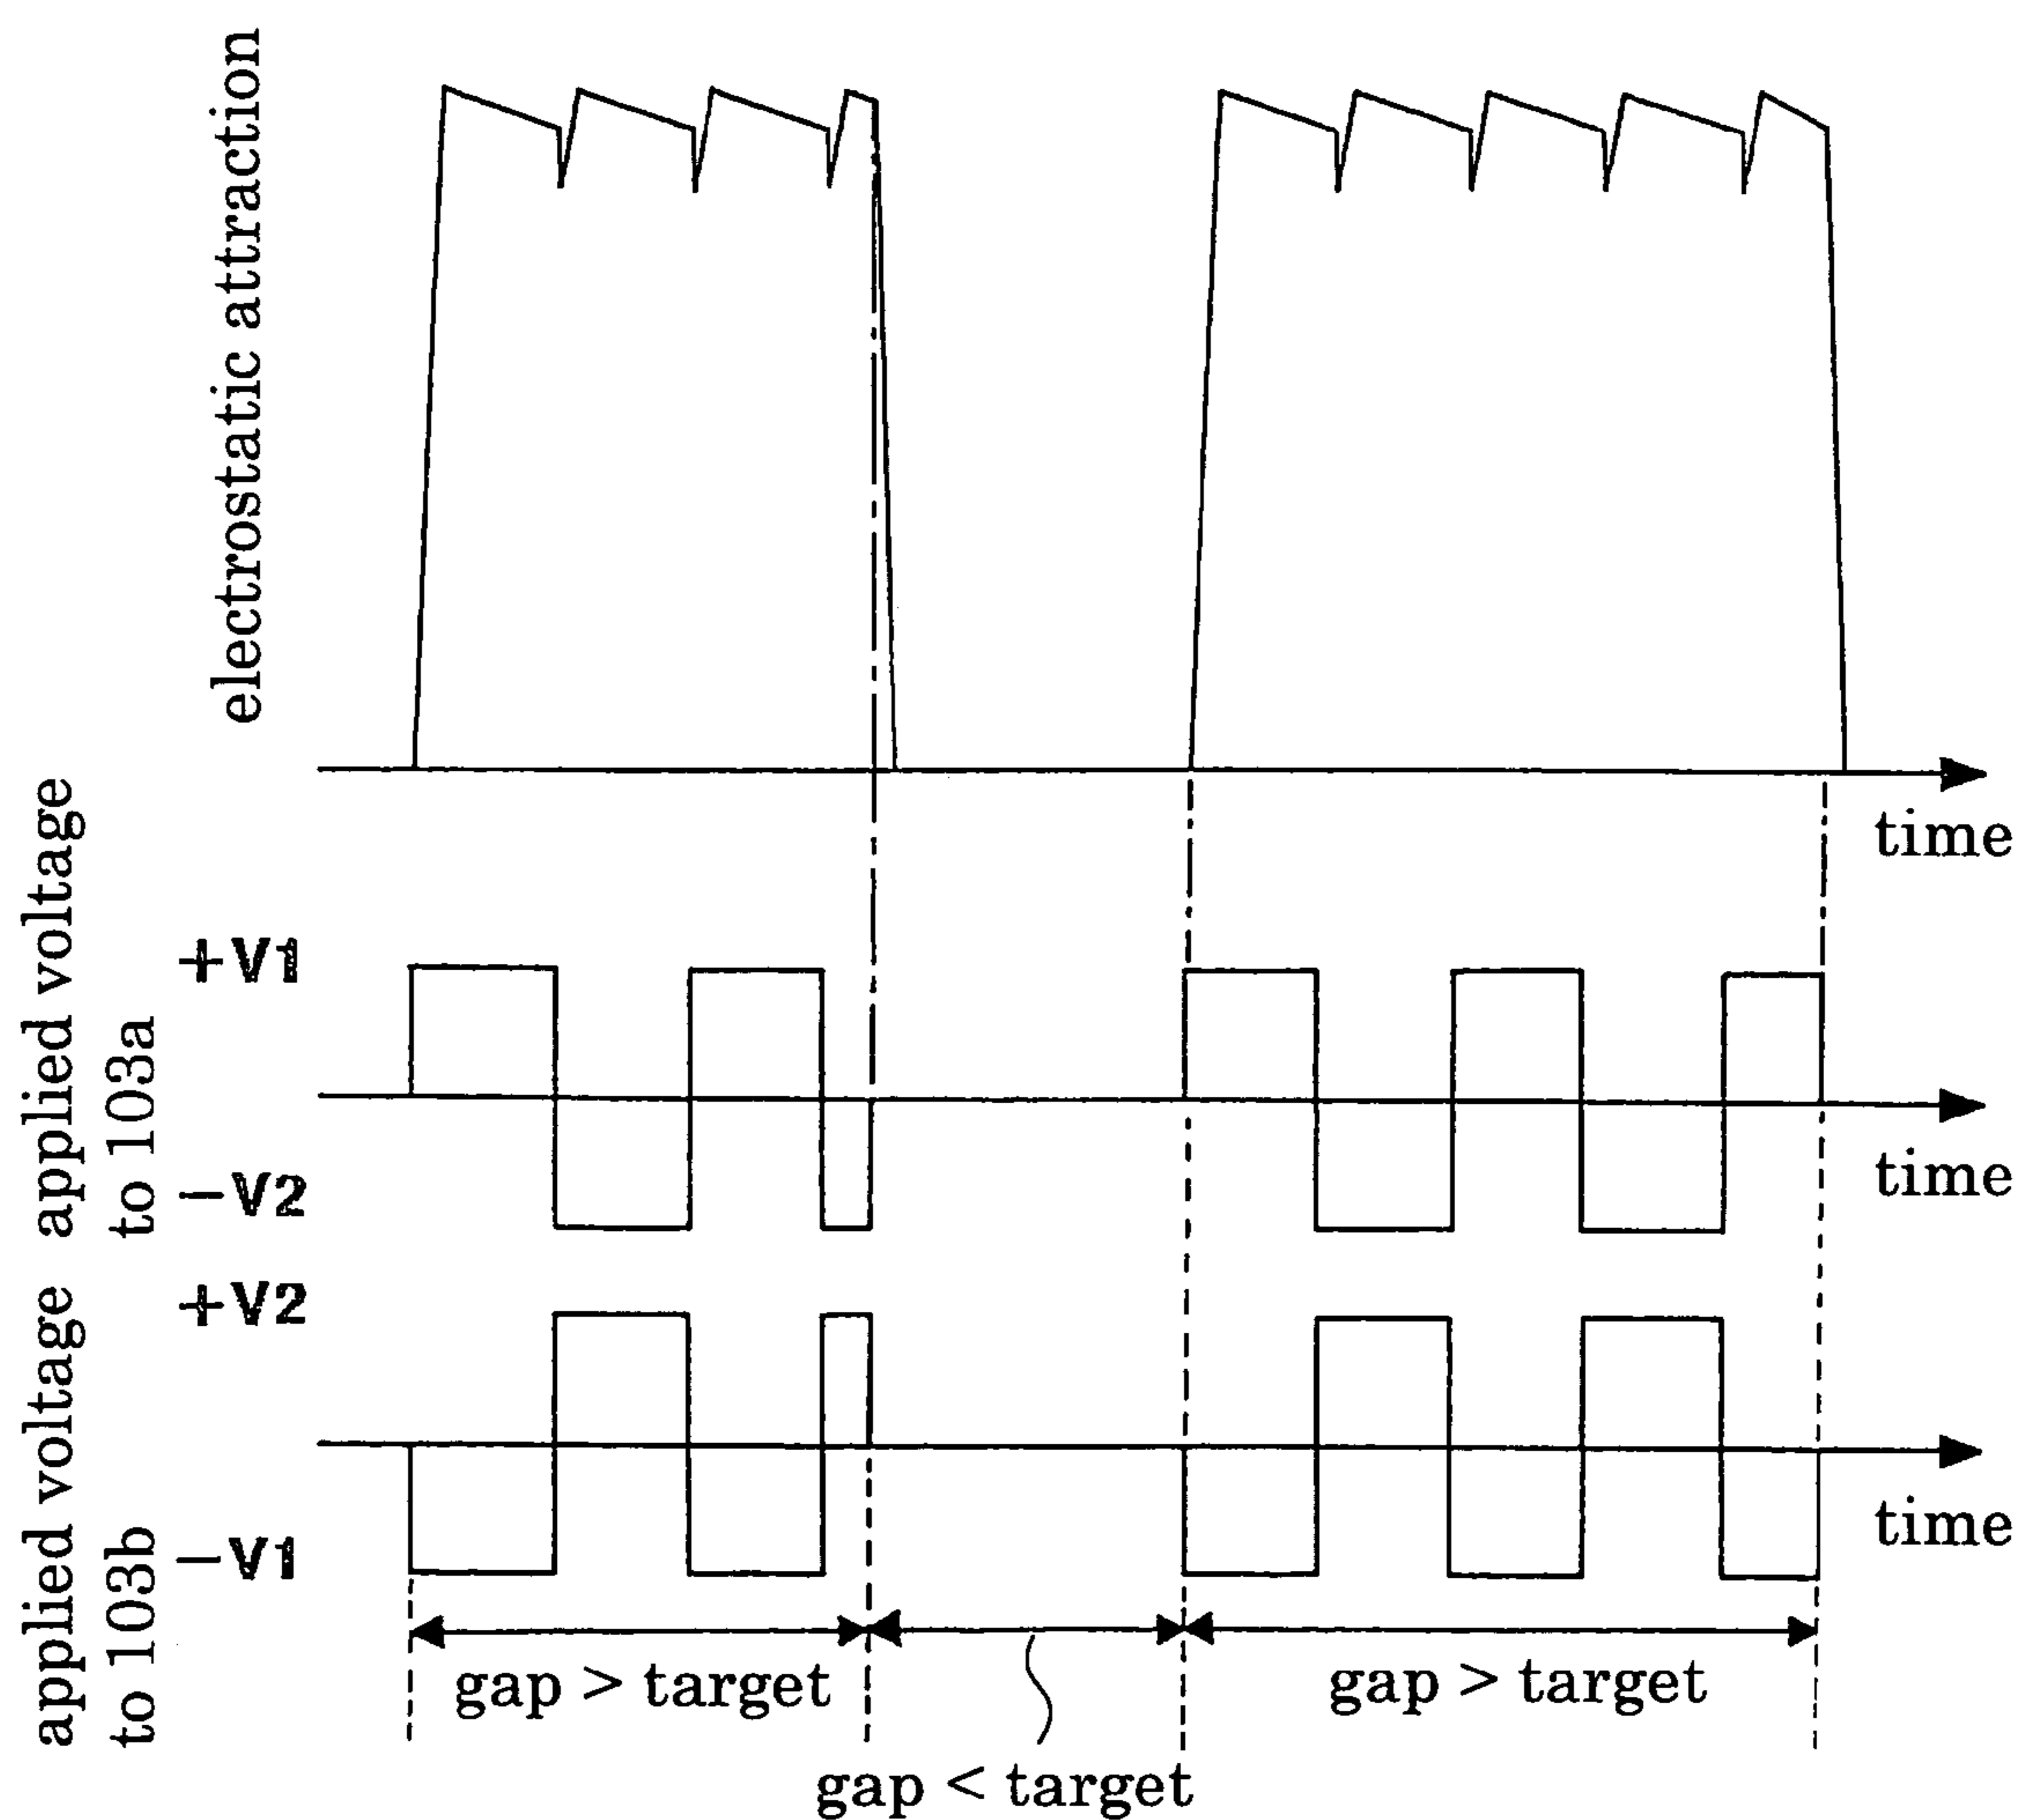 electrostatic attraction
time
applied voltage
to 103a
+V1
−V2
time
applied voltage
to 103b
+V2
−V1
time
gap > target
gap > target
gap < target